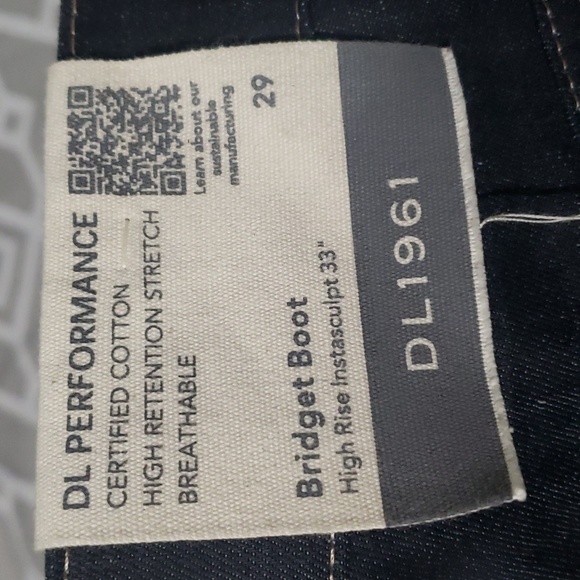 DL PERFORMANCE
CERTIFIED COTTON
HIGH RETENTION STRETCH
BREATHABLE
Learn about our
sustainable
manufacturing
29
Bridget Boot
High Rise Instasculpt 33"
DL1961